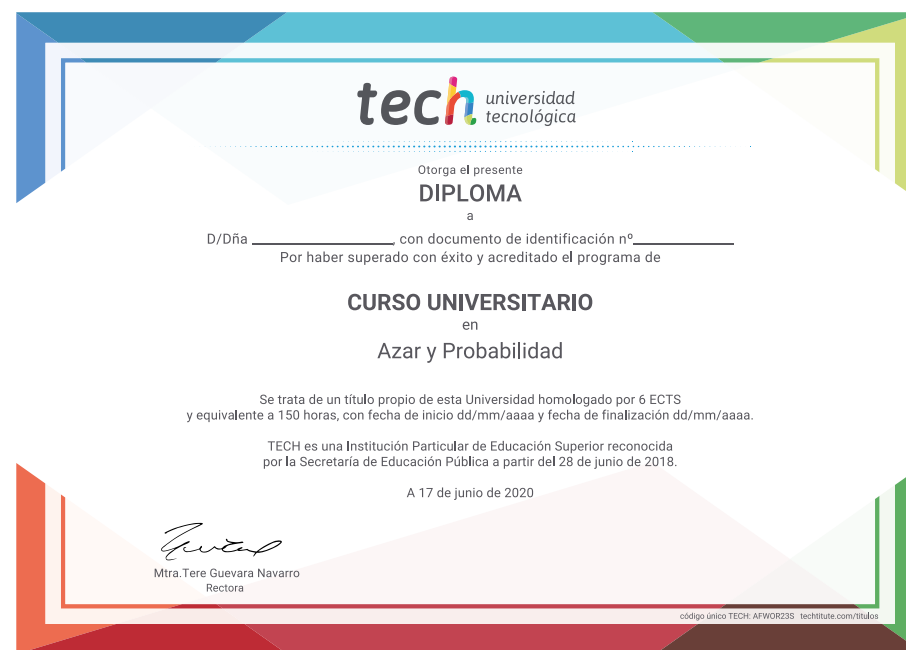 tech universidad
tecnológica
Otorga el presente
DIPLOMA
a
D/Dña ____________________, con documento de identificación nº______________
Por haber superado con éxito y acreditado el programa de
CURSO UNIVERSITARIO
en
Azar y Probabilidad
Se trata de un título propio de esta Universidad homologado por 6 ECTS
y equivalente a 150 horas, con fecha de inicio dd/mm/aaaa y fecha de finalización dd/mm/aaaa.
TECH es una Institución Particular de Educación Superior reconocida
por la Secretaría de Educación Pública a partir del 28 de junio de 2018.
A 17 de junio de 2020
Mtra.Tere Guevara Navarro
Rectora
código único TECH: AFWOR23S techtitute.com/titulos